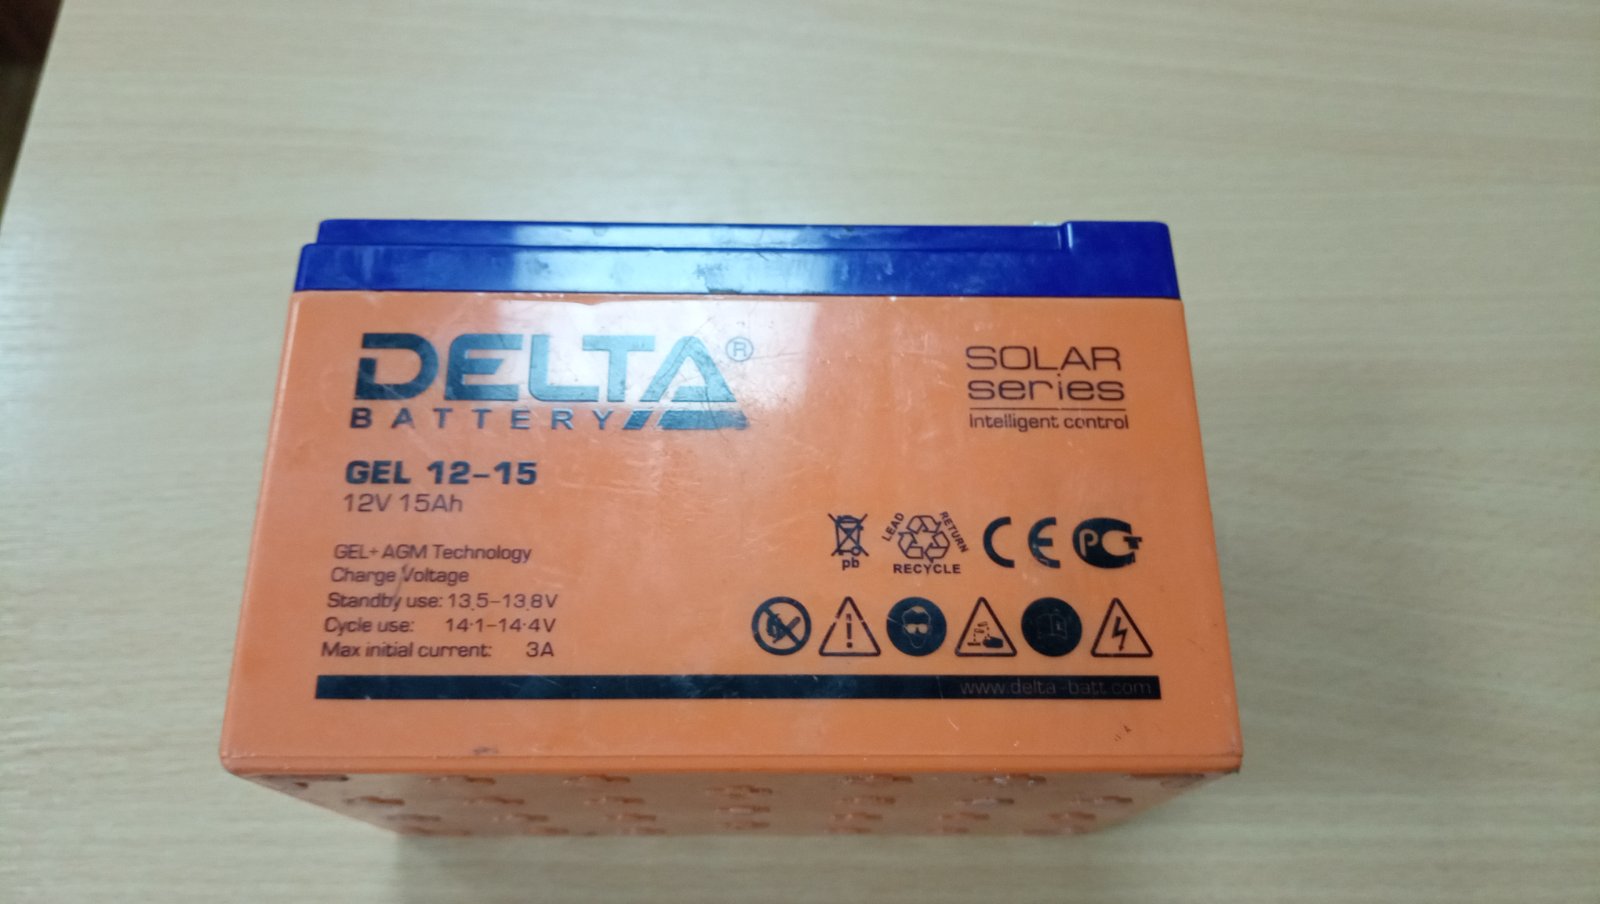 DELTA®
BATTERY
SOLAR
series
intelligent control
GEL 12-15
12V 15Ah
GEL+AGM Technology
Charge Voltage
Standby use: 13.5-13.8V
Cycle use: 14.1-14.4V
Max initial current: 3A
pb
LEAD RETURN
RECYCLE
CE
РСТ
www.delta-batt.com